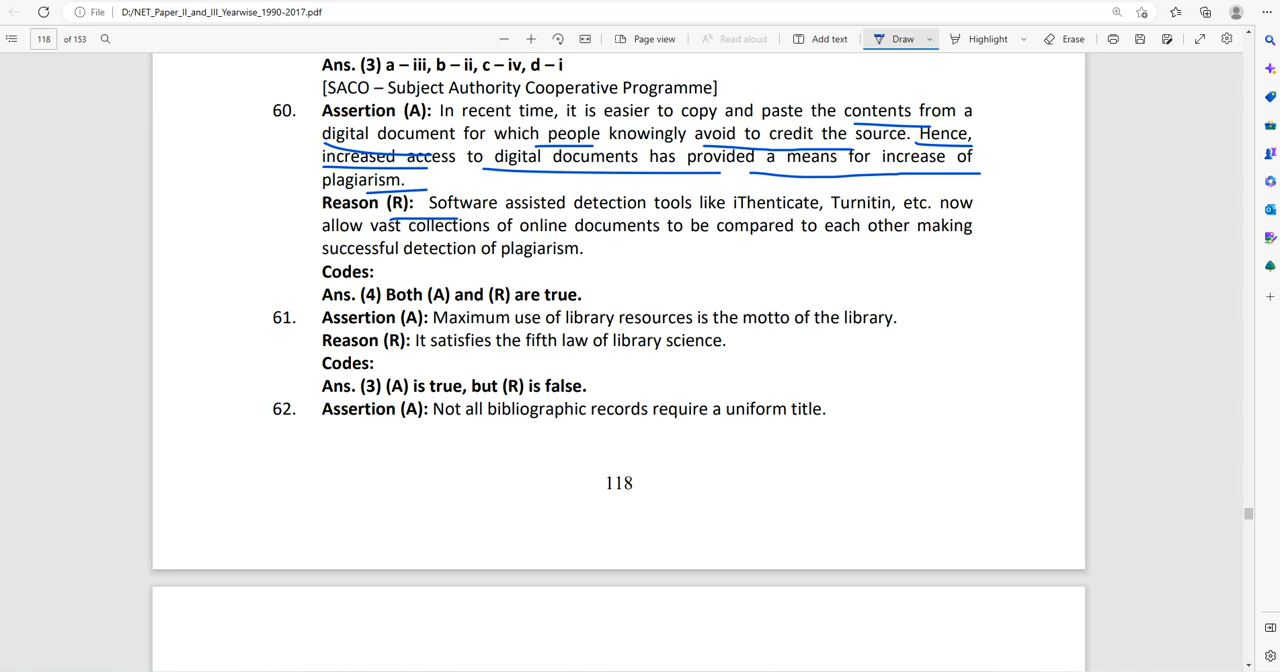 File
D:/NET_Paper_II_and_III_Yearwise_1990-2017.pdf
118 of 153
Page view
Read aloud
Add text
Draw
Highlight
Erase
Ans. (3) a – iii, b – ii, c – iv, d – i
[SACO – Subject Authority Cooperative Programme]
60. Assertion (A): In recent time, it is easier to copy and paste the contents from a
digital document for which people knowingly avoid to credit the source. Hence,
increased access to digital documents has provided a means for increase of
plagiarism.
Reason (R): Software assisted detection tools like iThenticate, Turnitin, etc. now
allow vast collections of online documents to be compared to each other making
successful detection of plagiarism.
Codes:
Ans. (4) Both (A) and (R) are true.
61. Assertion (A): Maximum use of library resources is the motto of the library.
Reason (R): It satisfies the fifth law of library science.
Codes:
Ans. (3) (A) is true, but (R) is false.
62. Assertion (A): Not all bibliographic records require a uniform title.
118